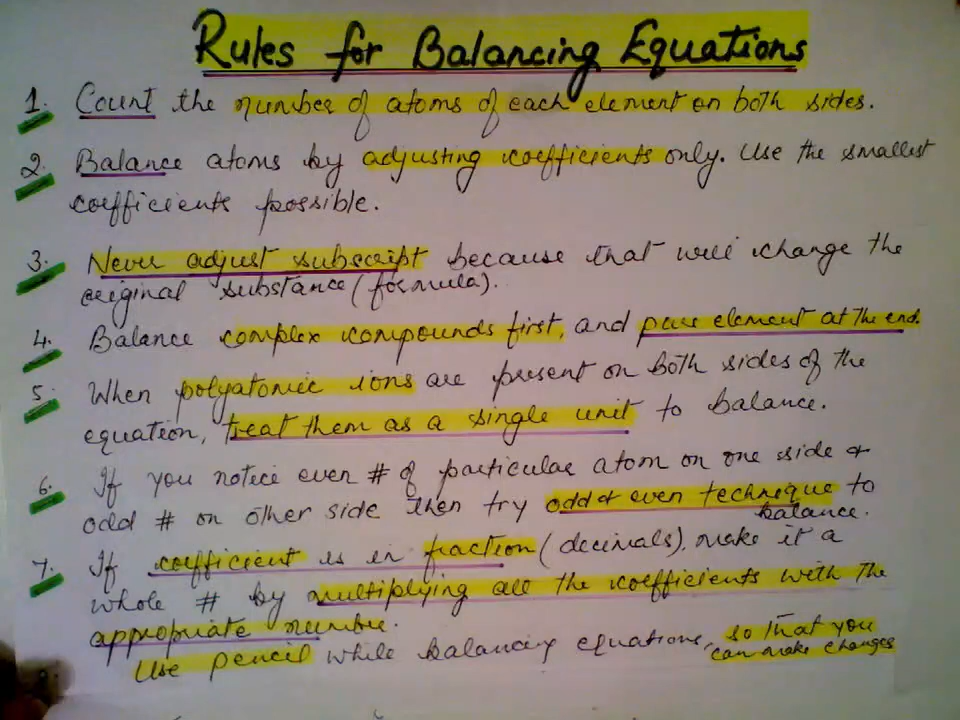 Rules for Balancing Equations
1. Count the number of atoms of each element on both sides.
2. Balance atoms by adjusting coefficients only. Use the smallest
coefficients possible.
3. Never adjust subscript because that will change the
original substance (formula).
4. Balance complex compounds first, and pure element at the end.
5. When polyatomic ions are present on both sides of the
equation, treat them as a single unit to balance.
6. If you notice even # of particular atom on one side &
odd # on other side then try odd & even technique to
balance.
7. If coefficient is in fraction (decimals). make it a
whole # by multiplying all the coefficients with the
appropriate number.
Use pencil while balancing equations, so that you
can make changes